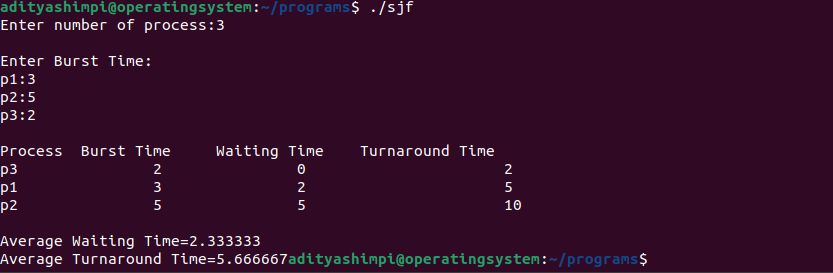 adityashimpi@operatingsystem:~/programs$ ./sjf
Enter number of process:3
Enter Burst Time:
p1:3
p2:5
p3:2
Process  Burst Time     Waiting Time    Turnaround Time
p3               2               0                      2
p1               3               2                      5
p2               5               5                      10
Average Waiting Time=2.333333
Average Turnaround Time=5.666667adityashimpi@operatingsystem:~/programs$